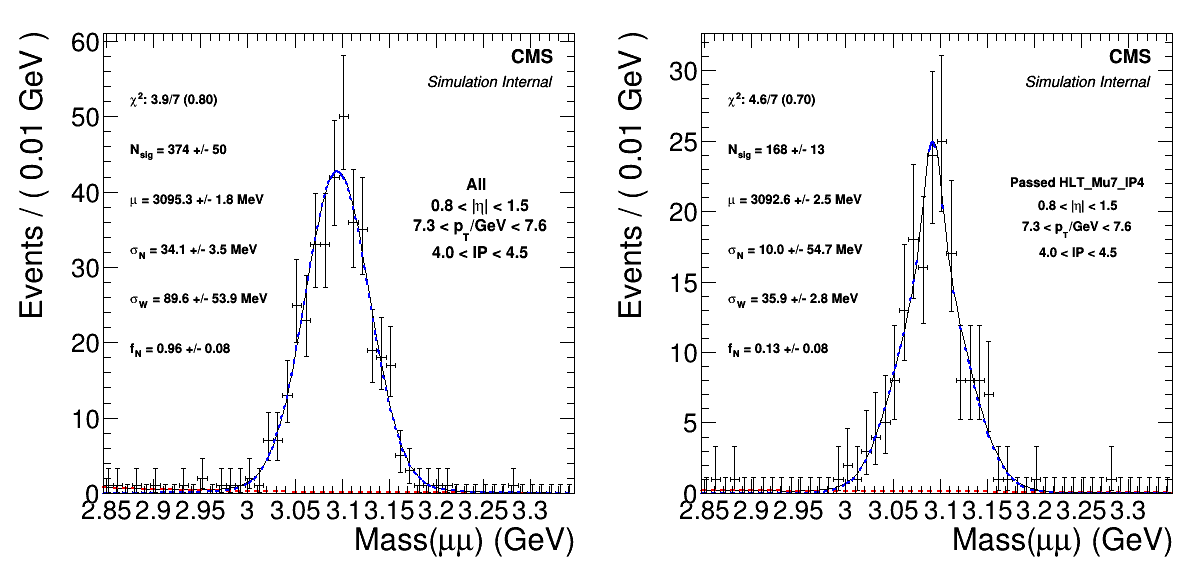 Events / ( 0.01 GeV )
60
50
40
30
20
10
0
CMS
Simulation Internal
χ²: 3.9/7 (0.80)
N_sig = 374 +/- 50
μ = 3095.3 +/- 1.8 MeV
σ_N = 34.1 +/- 3.5 MeV
σ_W = 89.6 +/- 53.9 MeV
f_N = 0.96 +/- 0.08
All
0.8 < |η| < 1.5
7.3 < p_T/GeV < 7.6
4.0 < IP < 4.5
2.85 2.9 2.95 3 3.05 3.1 3.15 3.2 3.25 3.3
Mass(μμ) (GeV)
Events / ( 0.01 GeV )
30
25
20
15
10
5
0
CMS
Simulation Internal
χ²: 4.6/7 (0.70)
N_sig = 168 +/- 13
μ = 3092.6 +/- 2.5 MeV
σ_N = 10.0 +/- 54.7 MeV
σ_W = 35.9 +/- 2.8 MeV
f_N = 0.13 +/- 0.08
Passed HLT_Mu7_IP4
0.8 < |η| < 1.5
7.3 < p_T/GeV < 7.6
4.0 < IP < 4.5
2.85 2.9 2.95 3 3.05 3.1 3.15 3.2 3.25 3.3
Mass(μμ) (GeV)